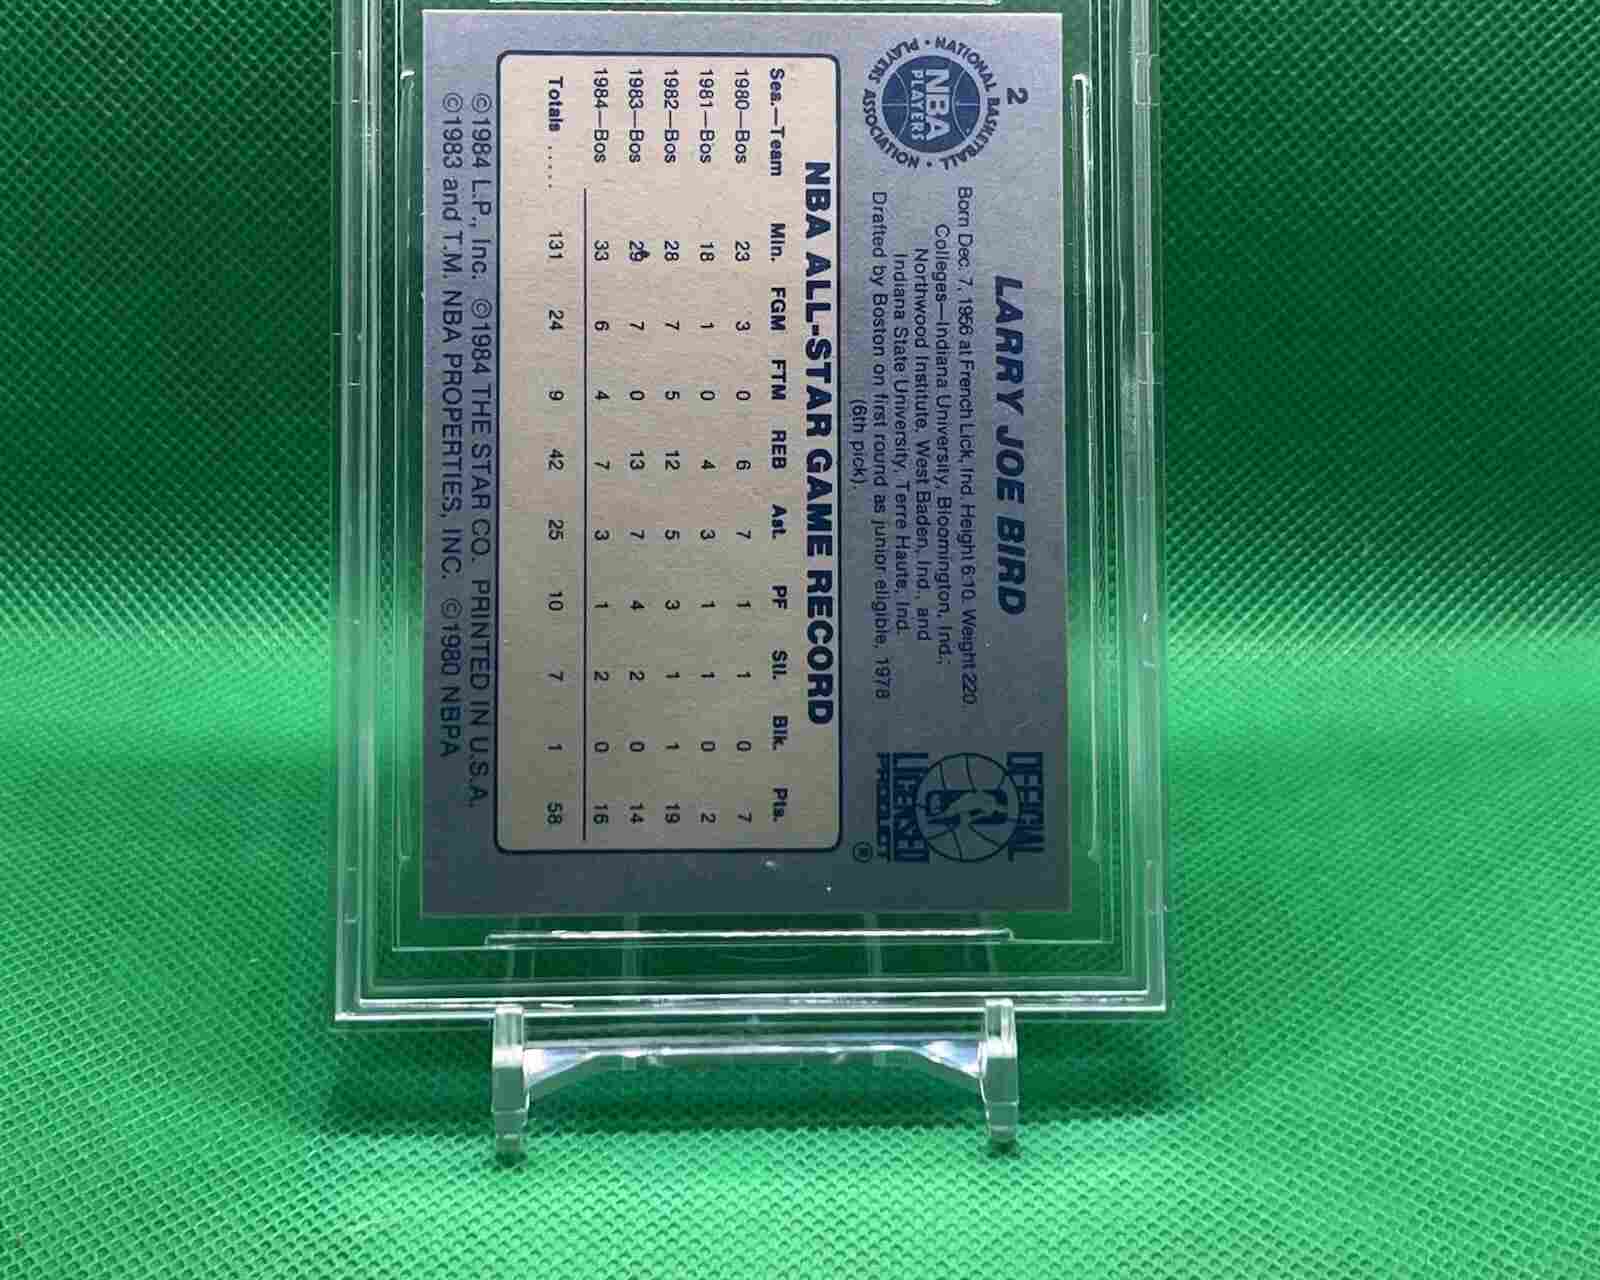 2
NATIONAL BASKETBALL PLAYERS ASSOCIATION
NBA
PLAYERS
LARRY JOE BIRD
Born Dec. 7, 1956 at French Lick, Ind. Height 6:10. Weight 220.
Colleges—Indiana University, Bloomington, Ind.;
Northwood Institute, West Baden, Ind., and
Indiana State University, Terre Haute, Ind.
Drafted by Boston on first round as junior eligible, 1978
(6th pick).
OFFICIAL
LICENSED
PRODUCT
®
NBA ALL-STAR GAME RECORD
Sea.—Team Min. FGM FTM REB Ast. PF Stl. Blk. Pts.
1980—Bos 23 3 0 6 7 1 1 0 7
1981—Bos 18 1 0 4 3 1 1 0 2
1982—Bos 28 7 5 12 5 3 1 1 19
1983—Bos 29 7 0 13 7 4 2 0 14
1984—Bos 33 6 4 7 3 1 2 0 16
Totals ..... 131 24 9 42 25 10 7 1 58
©1984 L.P., Inc. ©1984 THE STAR CO. PRINTED IN U.S.A.
©1983 and T.M. NBA PROPERTIES, INC. ©1980 NBPA